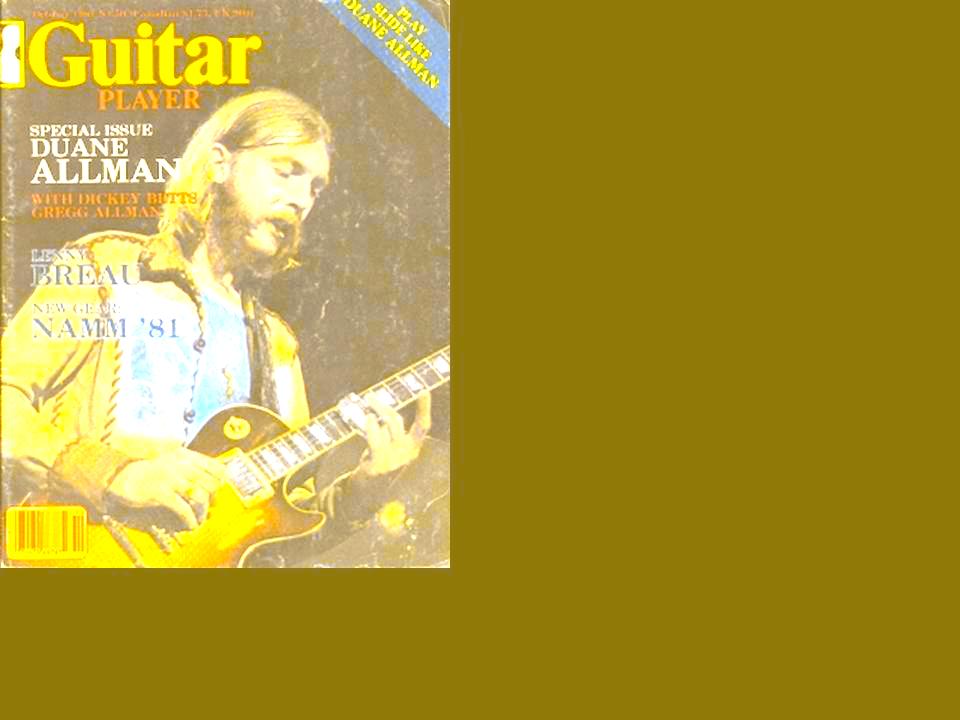 Guitar
PLAYER
PLAY
SLIDE LIKE
DUANE ALLMAN
SPECIAL ISSUE
DUANE
ALLMAN
WITH DICKEY BETTS
GREGG ALLMAN
LENNY
BREAU
NEW GEAR:
NAMM '81